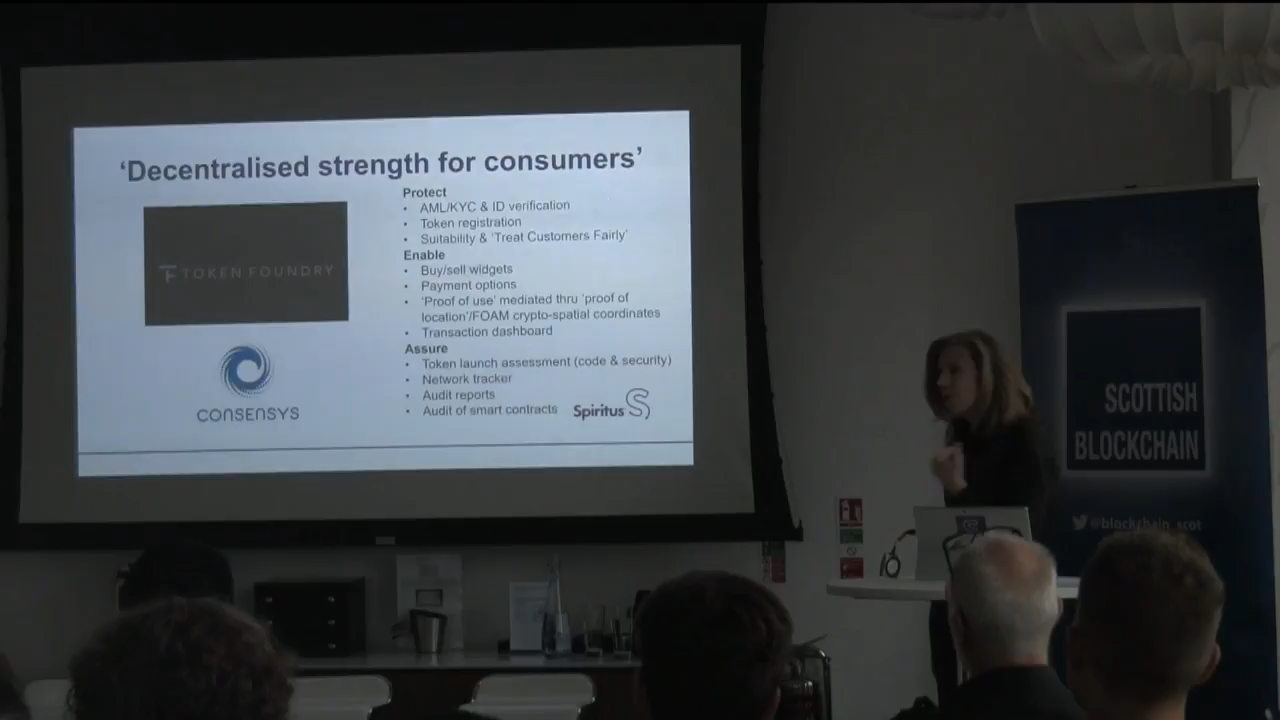 ‘Decentralised strength for consumers’
Protect
• AML/KYC & ID verification
• Token registration
• Suitability & ‘Treat Customers Fairly’
Enable
• Buy/sell widgets
• Payment options
• ‘Proof of use’ mediated thru ‘proof of
location’/FOAM crypto-spatial coordinates
• Transaction dashboard
Assure
• Token launch assessment (code & security)
• Network tracker
• Audit reports
• Audit of smart contracts
TOKEN FOUNDRY
CONSENSYS
Spiritus
SCOTTISH
BLOCKCHAIN
@blockchain_scot